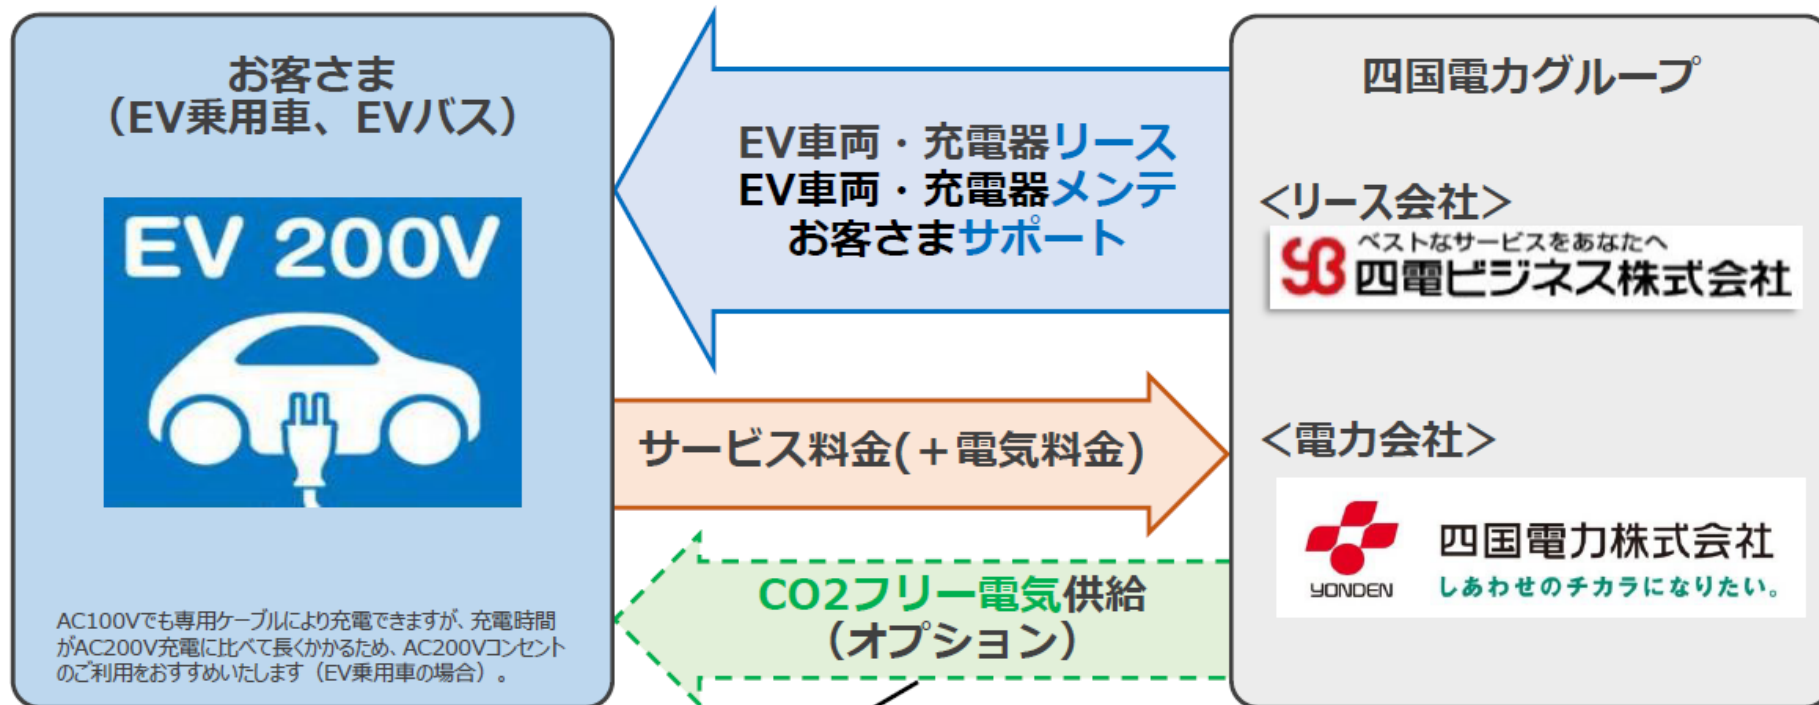 お客さま
（EV乗用車、EVバス）
EV 200V
AC100Vでも専用ケーブルにより充電できますが、充電時間
がAC200V充電に比べて長くかかるため、AC200Vコンセント
のご利用をおすすめいたします（EV乗用車の場合）。
EV車両・充電器リース
EV車両・充電器メンテ
お客さまサポート
サービス料金(＋電気料金)
CO2フリー電気供給
（オプション）
四国電力グループ
＜リース会社＞
ベストなサービスをあなたへ
四電ビジネス株式会社
＜電力会社＞
YONDEN
四国電力株式会社
しあわせのチカラになりたい。